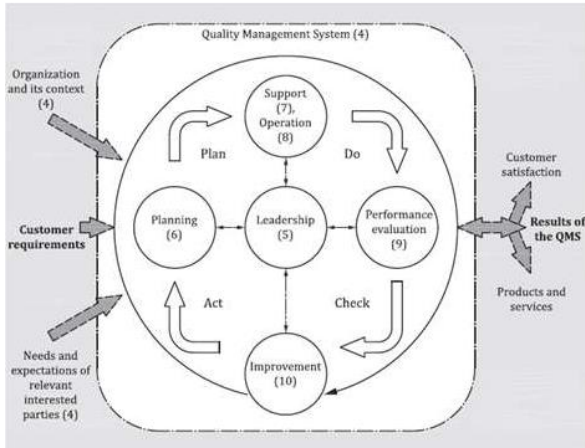 Quality Management System (4)
Organization
and its context
(4)
Support
(7),
Operation
(8)
Plan
Do
Customer
satisfaction
Customer
requirements
Planning
(6)
Leadership
(5)
Performance
evaluation
(9)
Results of
the QMS
Act
Check
Products and
services
Needs and
expectations of
relevant
interested
parties (4)
Improvement
(10)